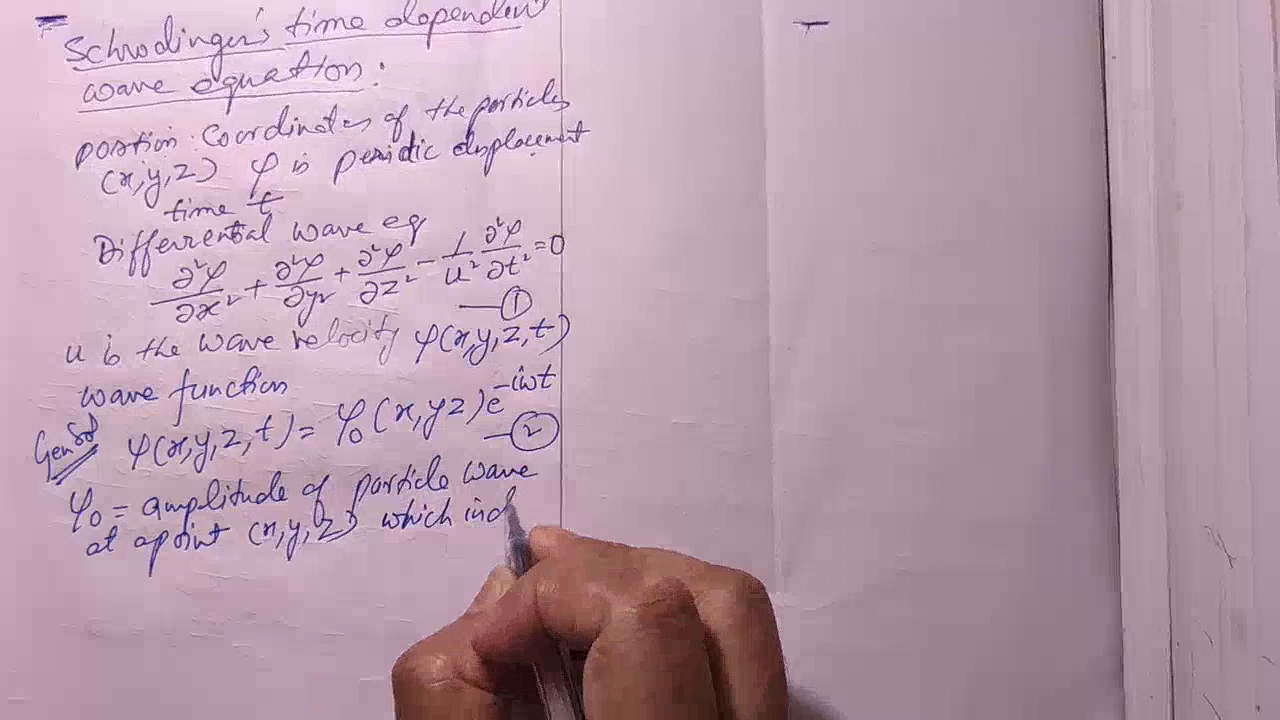 Schrodinger's time dependent
wave equation:
position coordinates of the particles
(x,y,z) φ is periodic displacement
time t
Differential wave eq
∂²φ/∂x² + ∂²φ/∂y² + ∂²φ/∂z² - 1/u² ∂²φ/∂t² = 0
—①
u is the wave velocity φ(x,y,z,t)
wave function
Gen Sol φ(x,y,z,t) = φ₀(x,yz)e^-iωt
—②
φ₀ = amplitude of particle wave
at a point (x,y,z) which ind